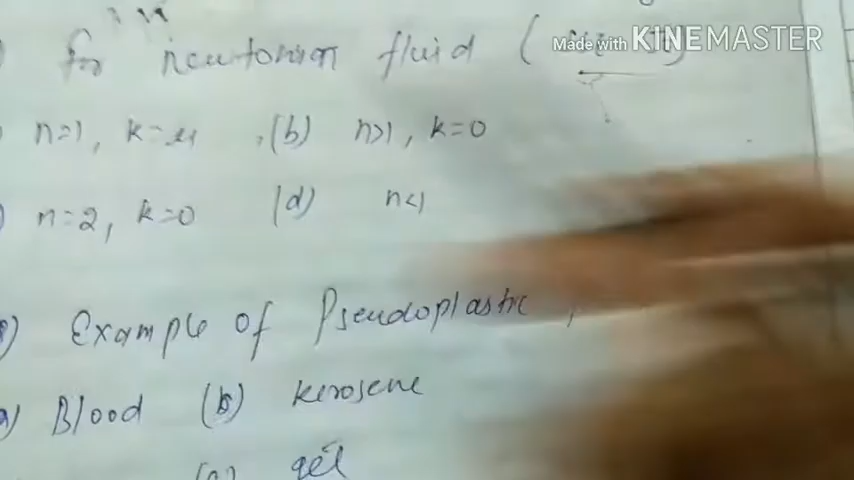 for newtonian fluid (
Made with KINEMASTER
n=1, k=μ , (b) n>1, k=0
) n=2, k=0 (d) n<1
) Example of Pseudoplastic,
a) Blood (b) kerosene
gel